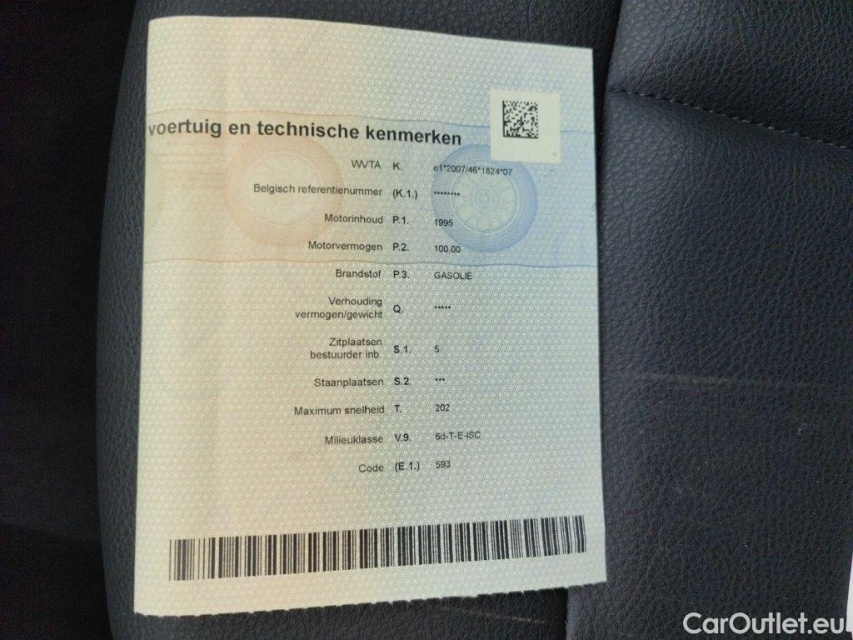 voertuig en technische kenmerken
WVTA K. e1*2007/46*1824*07
Belgisch referentienummer (K.1.) ********
Motorinhoud P.1. 1995
Motorvermogen P.2. 100.00
Brandstof P.3. GASOLIE
Verhouding
vermogen/gewicht Q. *****
Zitplaatsen
bestuurder inb. S.1. 5
Staanplaatsen S.2. ***
Maximum snelheid T. 202
Milieuklasse V.9. 6d-T-E-ISC
Code (E.1.) 593
CarOutlet.eu